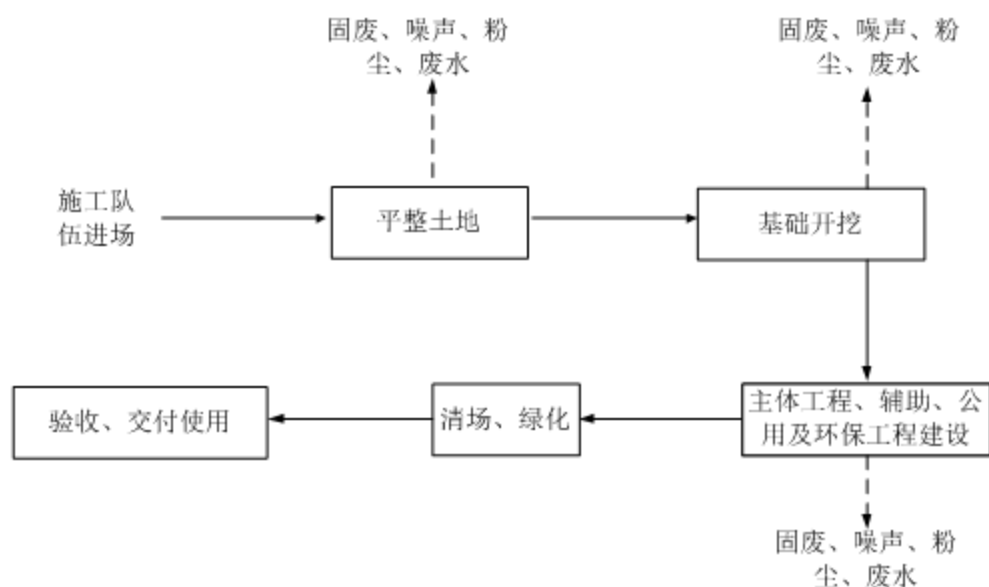 固废、噪声、粉
尘、废水
固废、噪声、粉
尘、废水
施工队
伍进场
平整土地
基础开挖
验收、交付使用
消场、绿化
主体工程、辅助、公
用及环保工程建设
固废、噪声、粉
尘、废水